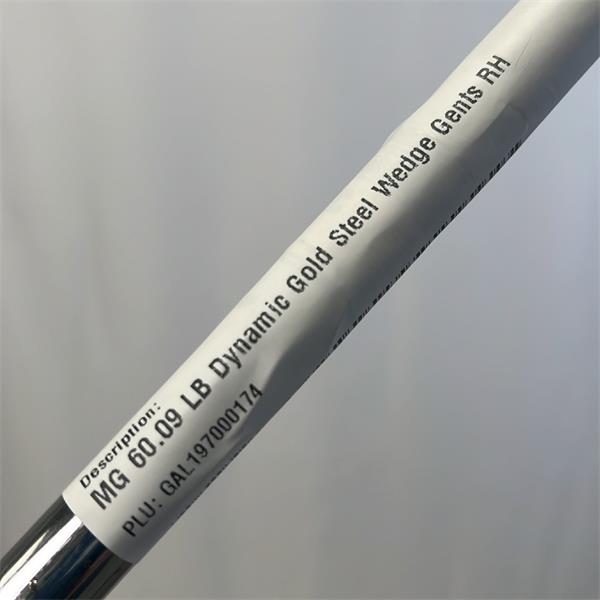 Description:
MG 60.09 LB Dynamic Gold Steel Wedge Gents RH
PLU: GAL197000174